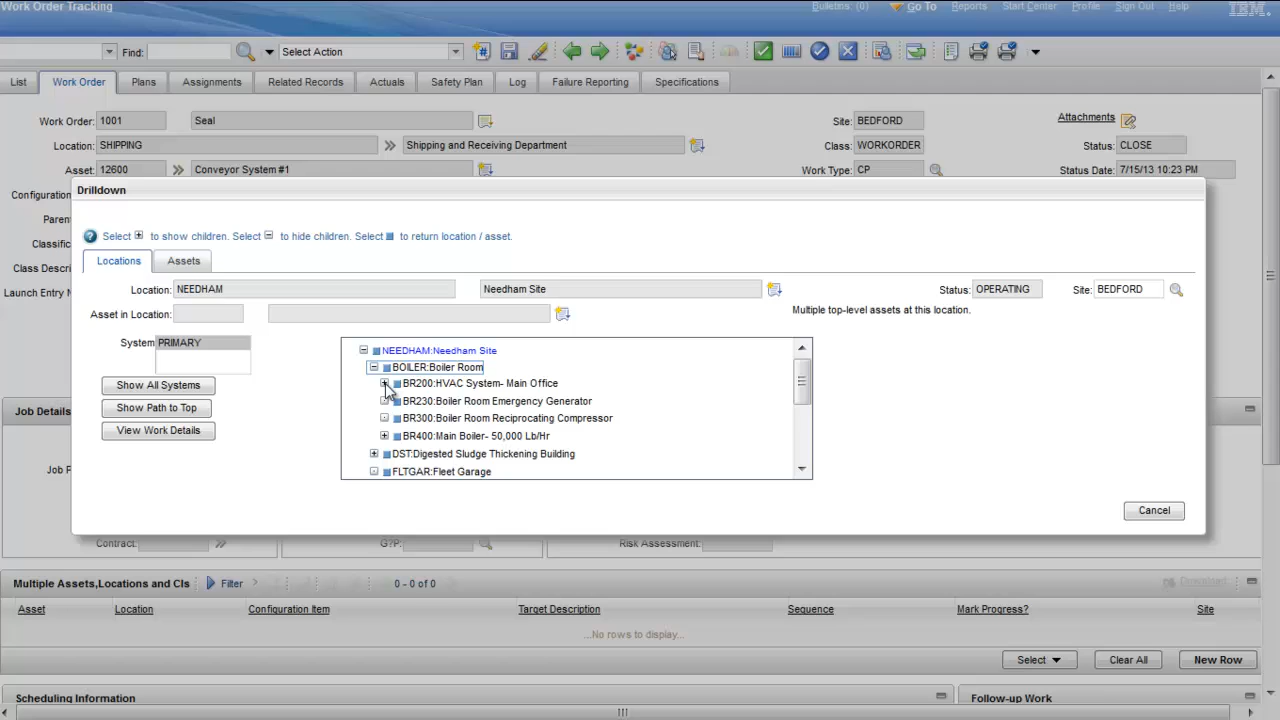 Work Order Tracking
Bulletins: (0) Go To Reports Start Center Profile Sign Out Help IBM.
Find: Select Action
List Work Order Plans Assignments Related Records Actuals Safety Plan Log Failure Reporting Specifications
Work Order: 1001 Seal Site: BEDFORD Attachments
Location: SHIPPING Shipping and Receiving Department Class: WORKORDER Status: CLOSE
Asset: 12600 Conveyor System #1 Work Type: CP Status Date: 7/15/13 10:23 PM
Configuration
Parent
Classific
Class Descri
Launch Entry
Drilldown
Select to show children. Select to hide children. Select to return location / asset.
Locations Assets
Location: NEEDHAM Needham Site Status: OPERATING Site: BEDFORD
Asset in Location: Multiple top-level assets at this location.
System PRIMARY
Show All Systems
Show Path to Top
View Work Details
NEEDHAM:Needham Site
BOILER:Boiler Room
BR200:HVAC System- Main Office
BR230:Boiler Room Emergency Generator
BR300:Boiler Room Reciprocating Compressor
BR400:Main Boiler- 50,000 Lb/Hr
DST:Digested Sludge Thickening Building
FLTGAR:Fleet Garage
Cancel
Job Details
Job P
Contract: G?P: Risk Assessment:
Multiple Assets,Locations and CIs Filter 0 - 0 of 0 Download
Asset Location Configuration Item Target Description Sequence Mark Progress? Site
...No rows to display...
Select Clear All New Row
Scheduling Information Follow-up Work